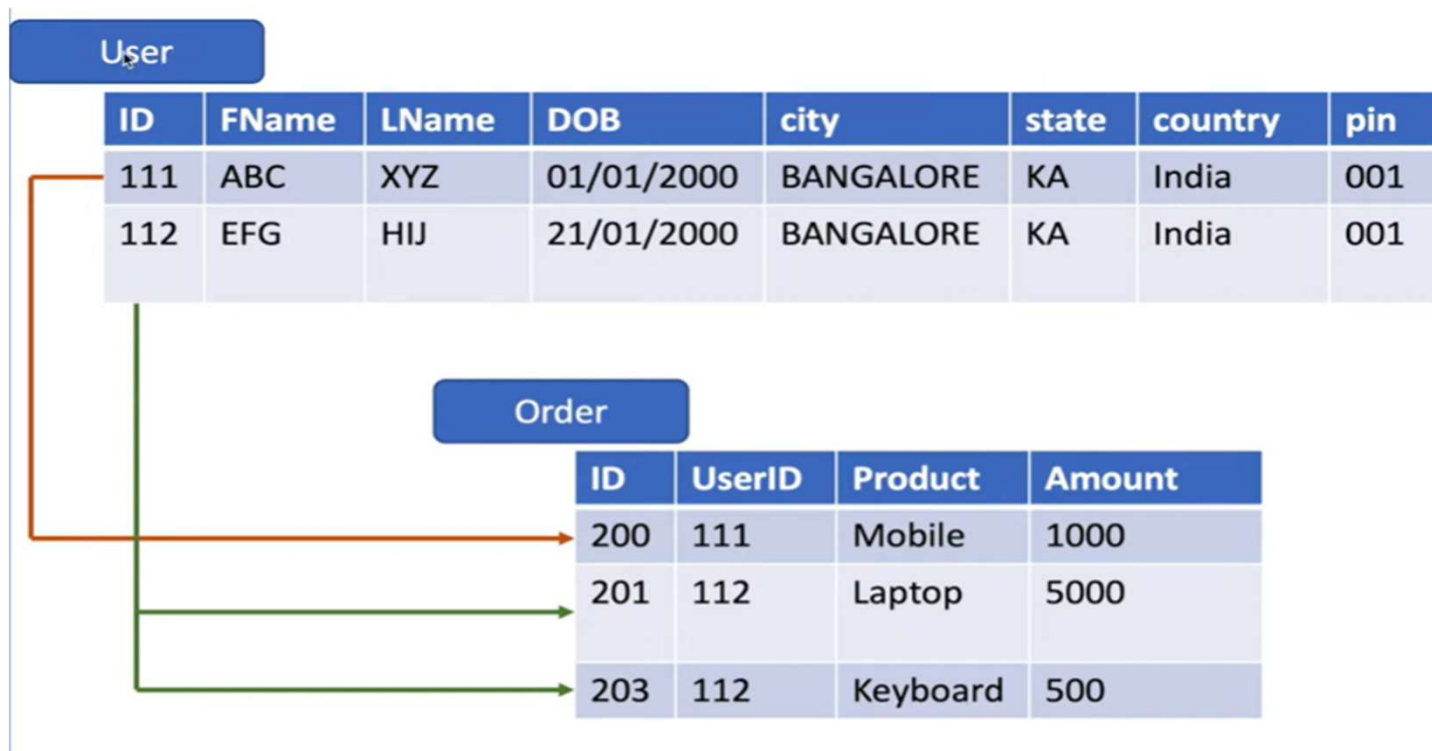 User
ID FName LName DOB city state country pin
111 ABC XYZ 01/01/2000 BANGALORE KA India 001
112 EFG HIJ 21/01/2000 BANGALORE KA India 001
Order
ID UserID Product Amount
200 111 Mobile 1000
201 112 Laptop 5000
203 112 Keyboard 500